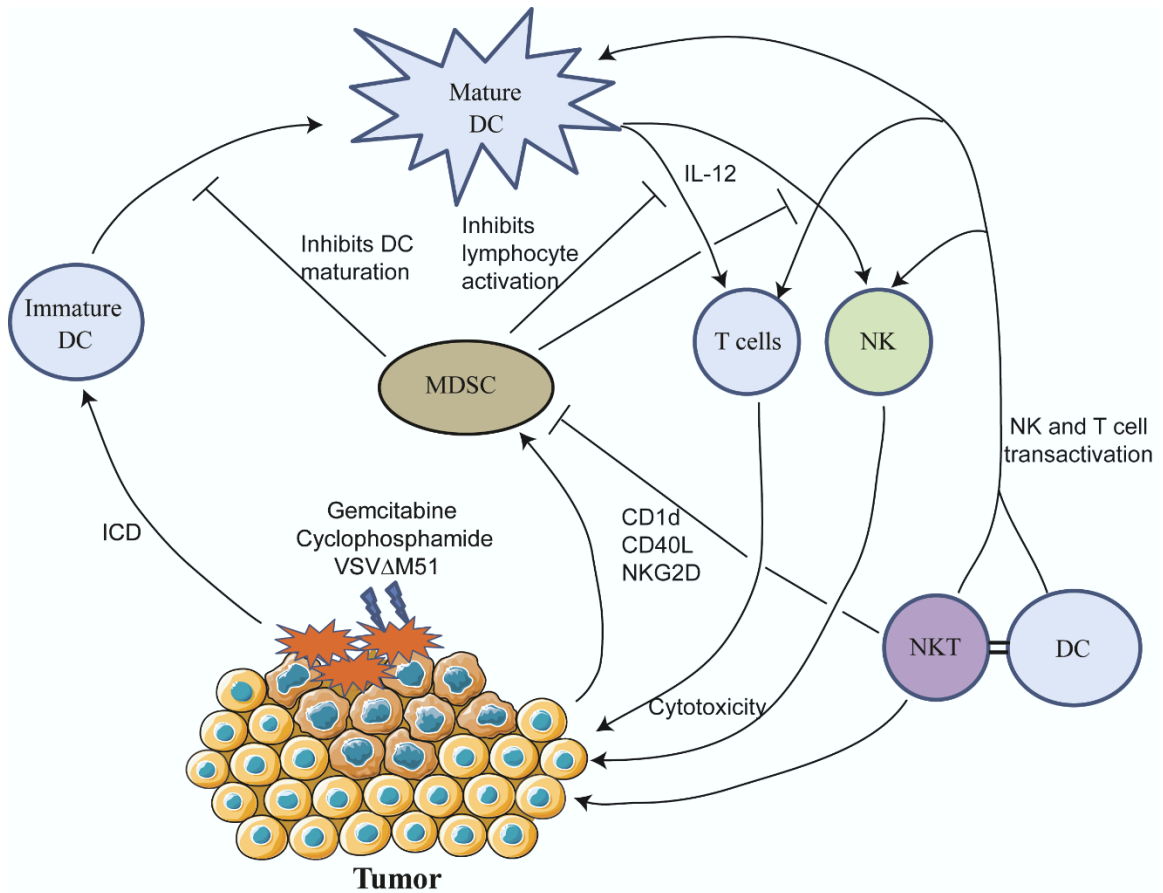 Mature
DC
IL-12
Inhibits DC
maturation
Inhibits
lymphocyte
activation
Immature
DC
T cells
NK
MDSC
NK and T cell
transactivation
ICD
Gemcitabine
Cyclophosphamide
VSVΔM51
CD1d
CD40L
NKG2D
NKT
DC
Cytotoxicity
Tumor